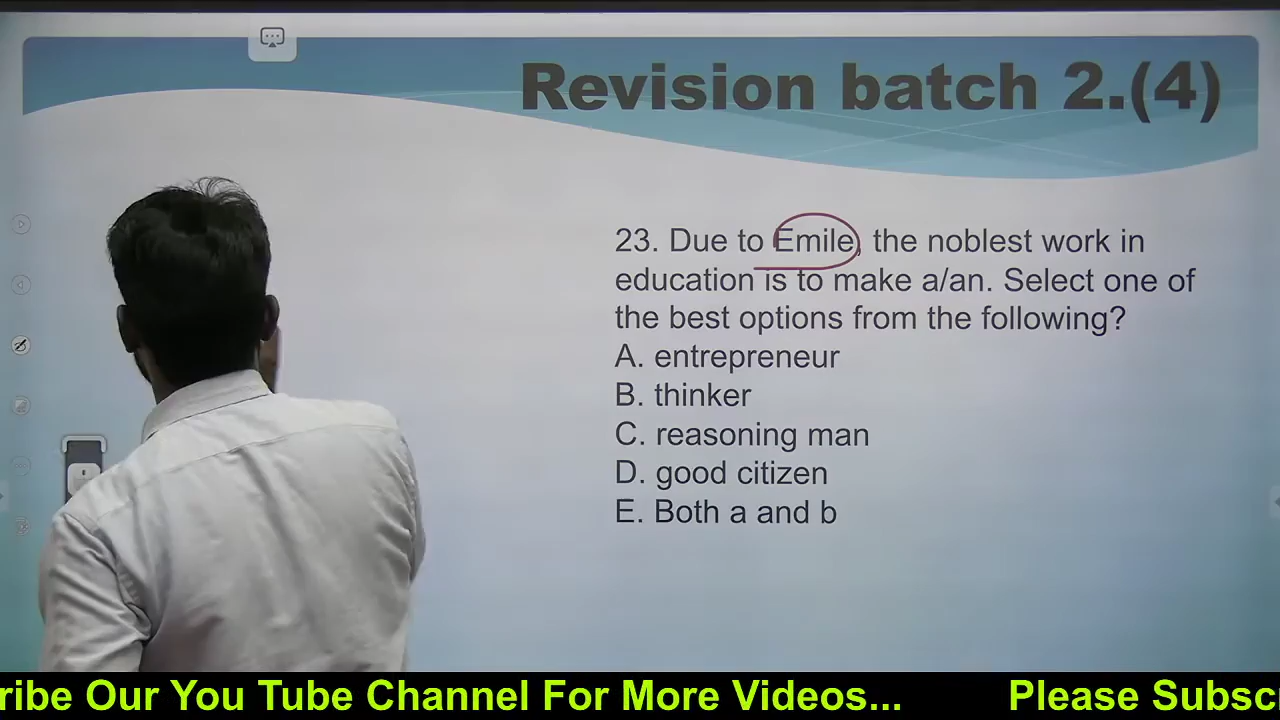 Revision batch 2.(4)
23. Due to Emile, the noblest work in
education is to make a/an. Select one of
the best options from the following?
A. entrepreneur
B. thinker
C. reasoning man
D. good citizen
E. Both a and b
ribe Our You Tube Channel For More Videos... Please Subsc